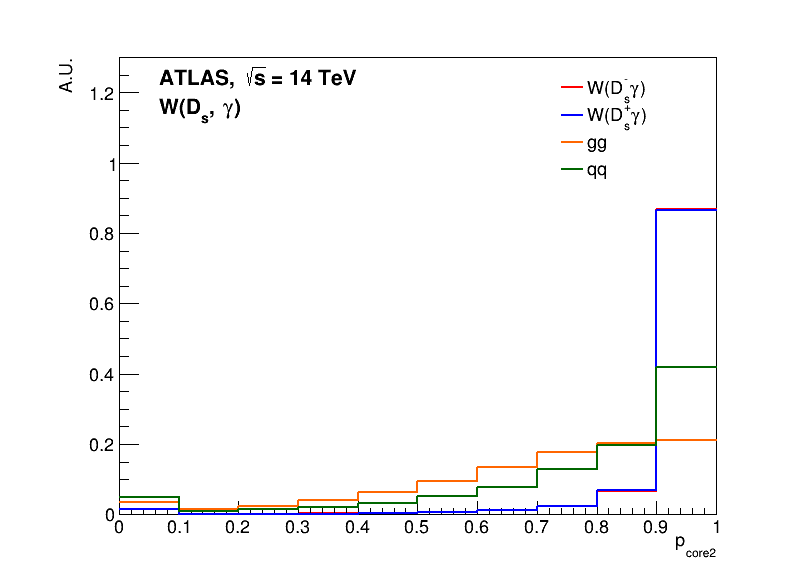 A.U.
ATLAS, √s = 14 TeV
W(Dₛ, γ)
W(Dₛ⁻γ)
W(Dₛ⁺γ)
gg
qq
1.2
1
0.8
0.6
0.4
0.2
0
0 0.1 0.2 0.3 0.4 0.5 0.6 0.7 0.8 0.9 1
p_core2